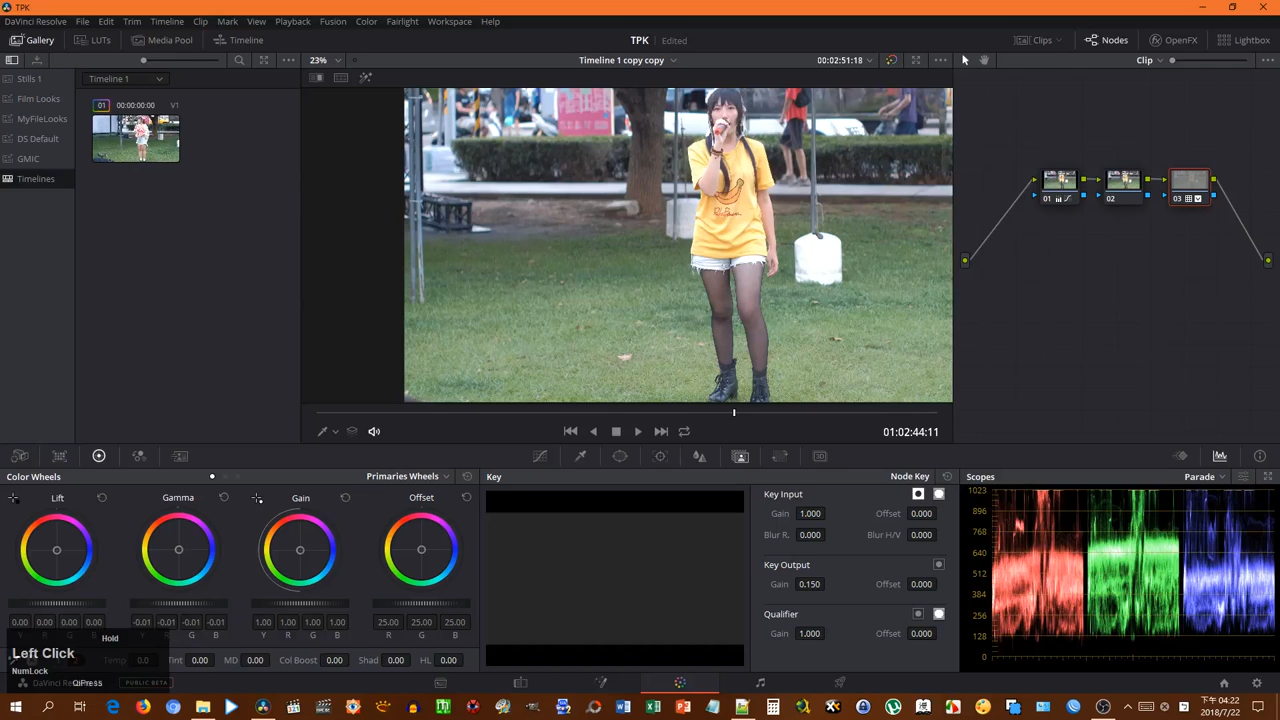 TPK
DaVinci Resolve File Edit Trim Timeline Clip Mark View Playback Fusion Color Fairlight Workspace Help
Gallery LUTs Media Pool Timeline TPK Edited Clips Nodes OpenFX Lightbox
23% Timeline 1 copy copy 00:02:51:18 Clip
Stills 1
Film Looks
MyFileLooks
DS Default
GMIC
Timelines
Timeline 1
01 00:00:00:00 V1
01
02
03
01:02:44:11
Color Wheels Primaries Wheels Key Node Key Scopes Parade
Lift Gamma Gain Offset
0.00 0.00 0.00 0.00 -0.01 -0.01 -0.01 -0.01 1.00 1.00 1.00 1.00 25.00 25.00 25.00
Y R G B Y R G B Y R G B R G B
Temp 0.0 Tint 0.00 MD 0.00 Col Boost 0.00 Shad 0.00 HL 0.00
Hold
Left Click
NumLock
QiPress
PUBLIC BETA
Key Input
Gain 1.000 Offset 0.000
Blur R. 0.000 Blur H/V 0.000
Key Output
Gain 0.150 Offset 0.000
Qualifier
Gain 1.000 Offset 0.000
1023
896
768
640
512
384
256
128
0
下午 04:22
2018/7/22